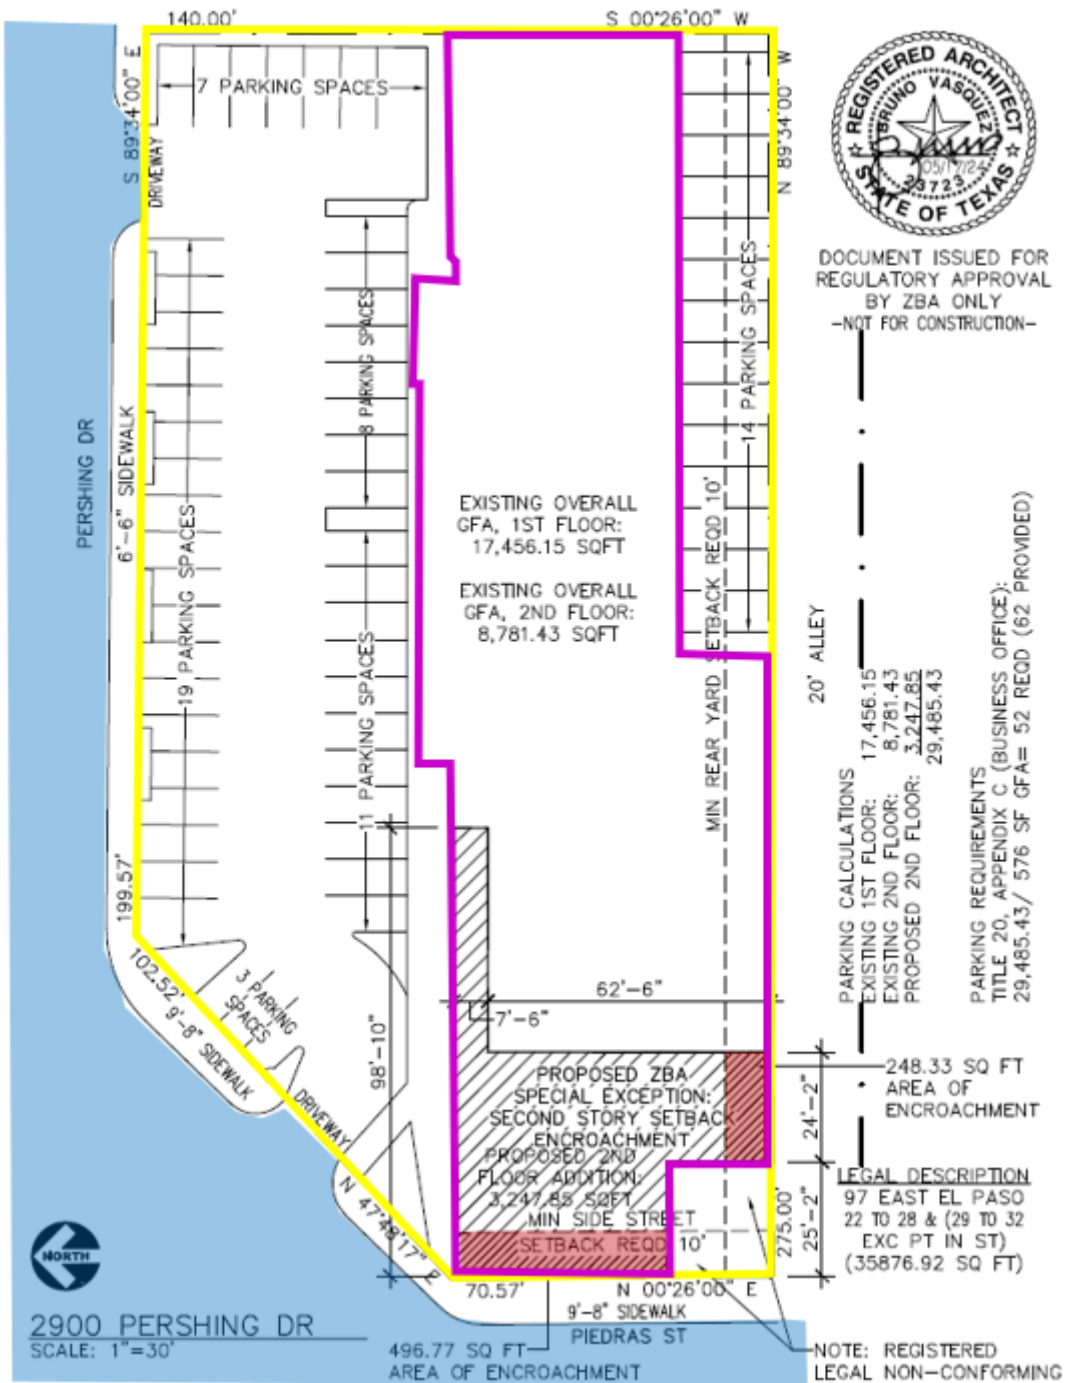 140.00'
S 00°26'00" W
S 89°34'00" E
N 89°34'00" W
7 PARKING SPACES
DRIVEWAY
REGISTERED ARCHITECT
BRUNO VASQUEZ
05/17/24
23723
STATE OF TEXAS
DOCUMENT ISSUED FOR
REGULATORY APPROVAL
BY ZBA ONLY
-NOT FOR CONSTRUCTION-
PERSHING DR
6'-6" SIDEWALK
19 PARKING SPACES
8 PARKING SPACES
11 PARKING SPACES
14 PARKING SPACES
EXISTING OVERALL
GFA, 1ST FLOOR:
17,456.15 SQFT
EXISTING OVERALL
GFA, 2ND FLOOR:
8,781.43 SQFT
MIN REAR YARD SETBACK REQD 10'
20' ALLEY
PARKING CALCULATIONS
EXISTING 1ST FLOOR: 17,456.15
EXISTING 2ND FLOOR: 8,781.43
PROPOSED 2ND FLOOR: 3,247.85
29,485.43
PARKING REQUIREMENTS
TITLE 20, APPENDIX C (BUSINESS OFFICE):
29,485.43/ 576 SF GFA= 52 REQD (62 PROVIDED)
199.57'
102.52'
9'-8" SIDEWALK
3 PARKING
SPACES
DRIVEWAY
N 47°48'17" E
98'-10"
62'-6"
7'-6"
PROPOSED ZBA
SPECIAL EXCEPTION:
SECOND STORY SETBACK
ENCROACHMENT
PROPOSED 2ND
FLOOR ADDITION:
3,247.85 SQFT
MIN SIDE STREET
SETBACK REQD 10'
24'-2"
25'-2"
275.00'
248.33 SQ FT
AREA OF
ENCROACHMENT
LEGAL DESCRIPTION
97 EAST EL PASO
22 TO 28 & (29 TO 32
EXC PT IN ST)
(35876.92 SQ FT)
70.57'
N 00°26'00" E
9'-8" SIDEWALK
PIEDRAS ST
NORTH
2900 PERSHING DR
SCALE: 1"=30'
496.77 SQ FT
AREA OF ENCROACHMENT
NOTE: REGISTERED
LEGAL NON-CONFORMING